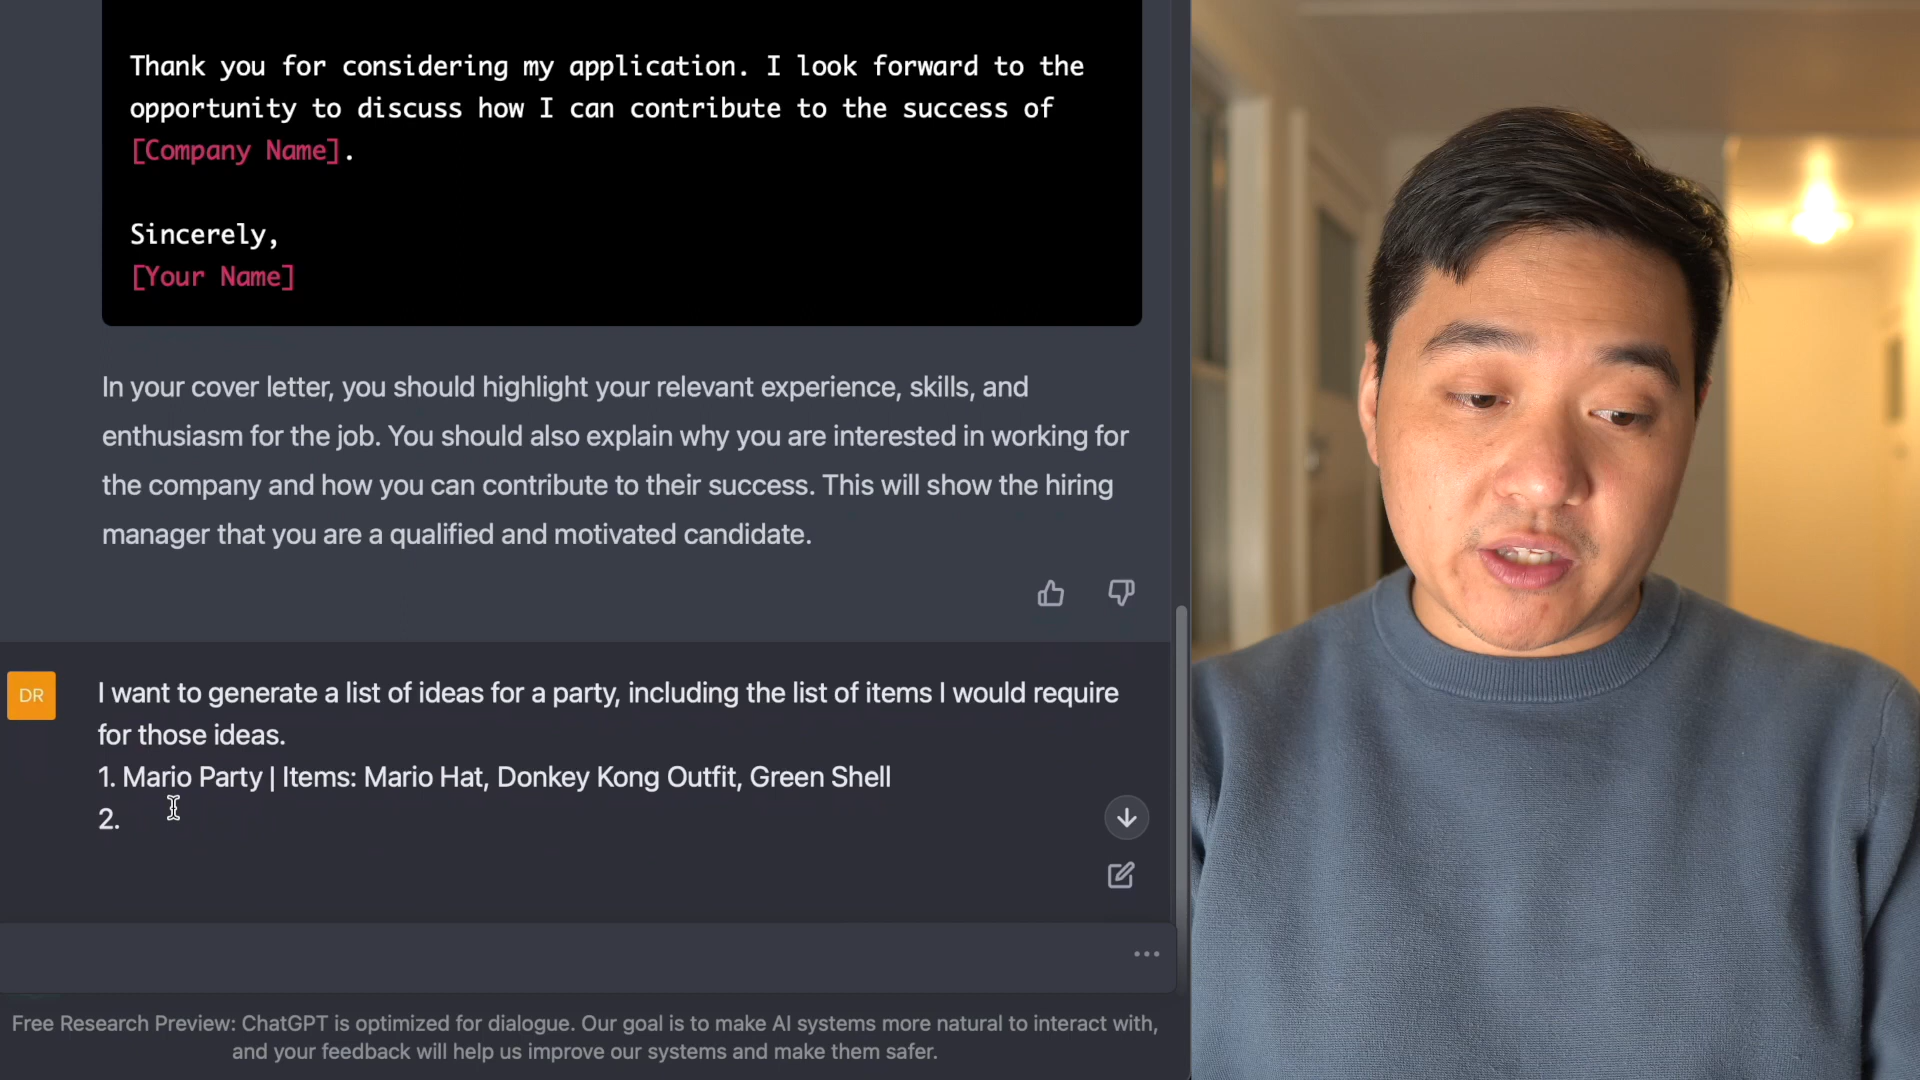 Thank you for considering my application. I look forward to the
opportunity to discuss how I can contribute to the success of
[Company Name].
Sincerely,
[Your Name]
In your cover letter, you should highlight your relevant experience, skills, and
enthusiasm for the job. You should also explain why you are interested in working for
the company and how you can contribute to their success. This will show the hiring
manager that you are a qualified and motivated candidate.
DR
I want to generate a list of ideas for a party, including the list of items I would require
for those ideas.
1. Mario Party | Items: Mario Hat, Donkey Kong Outfit, Green Shell
2.
Free Research Preview: ChatGPT is optimized for dialogue. Our goal is to make AI systems more natural to interact with,
and your feedback will help us improve our systems and make them safer.